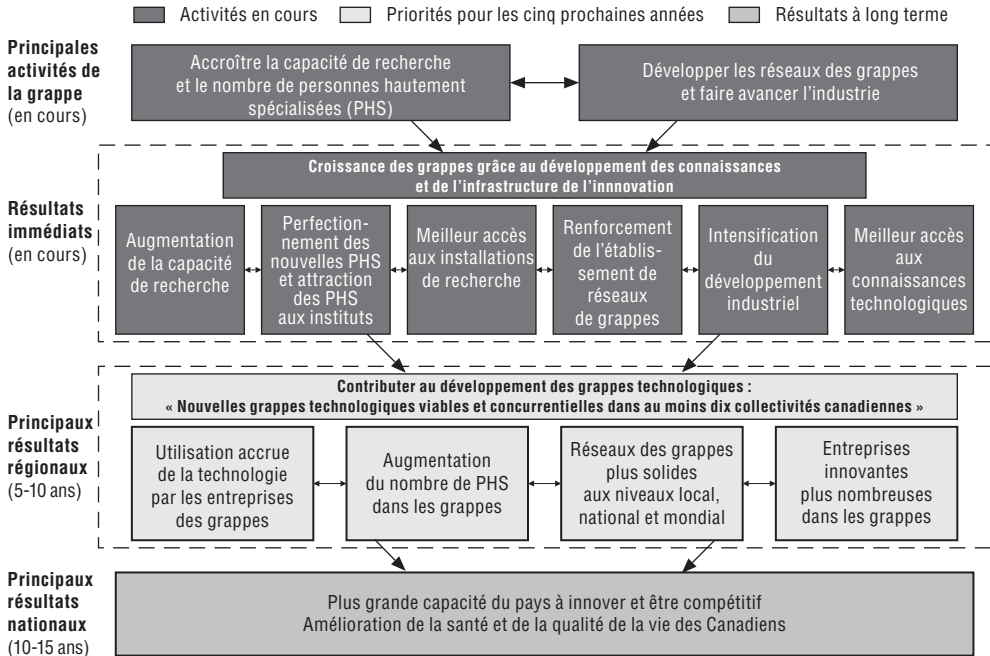 Activités en cours
Priorités pour les cinq prochaines années
Résultats à long terme
Principales
activités de
la grappe
(en cours)
Accroître la capacité de recherche
et le nombre de personnes hautement
spécialisées (PHS)
Développer les réseaux des grappes
et faire avancer l'industrie
Résultats
immédiats
(en cours)
Croissance des grappes grâce au développement des connaissances
et de l'infrastructure de l'innnovation
Augmentation
de la capacité
de recherche
Perfection-
nement des
nouvelles PHS
et attraction
des PHS
aux instituts
Meilleur accès
aux installations
de recherche
Renforcement
de l'établis-
sement de
réseaux
de grappes
Intensification
du
développement
industriel
Meilleur accès
aux
connaissances
technologiques
Principaux
résultats
régionaux
(5-10 ans)
Contributer au développement des grappes technologiques :
« Nouvelles grappes technologiques viables et concurrentielles dans au moins dix collectivités canadiennes »
Utilisation accrue
de la technologie
par les entreprises
des grappes
Augmentation
du nombre de PHS
dans les grappes
Réseaux des grappes
plus solides
aux niveaux local,
national et mondial
Entreprises
innovantes
plus nombreuses
dans les grappes
Principaux
résultats
nationaux
(10-15 ans)
Plus grande capacité du pays à innover et être compétitif
Amélioration de la santé et de la qualité de la vie des Canadiens